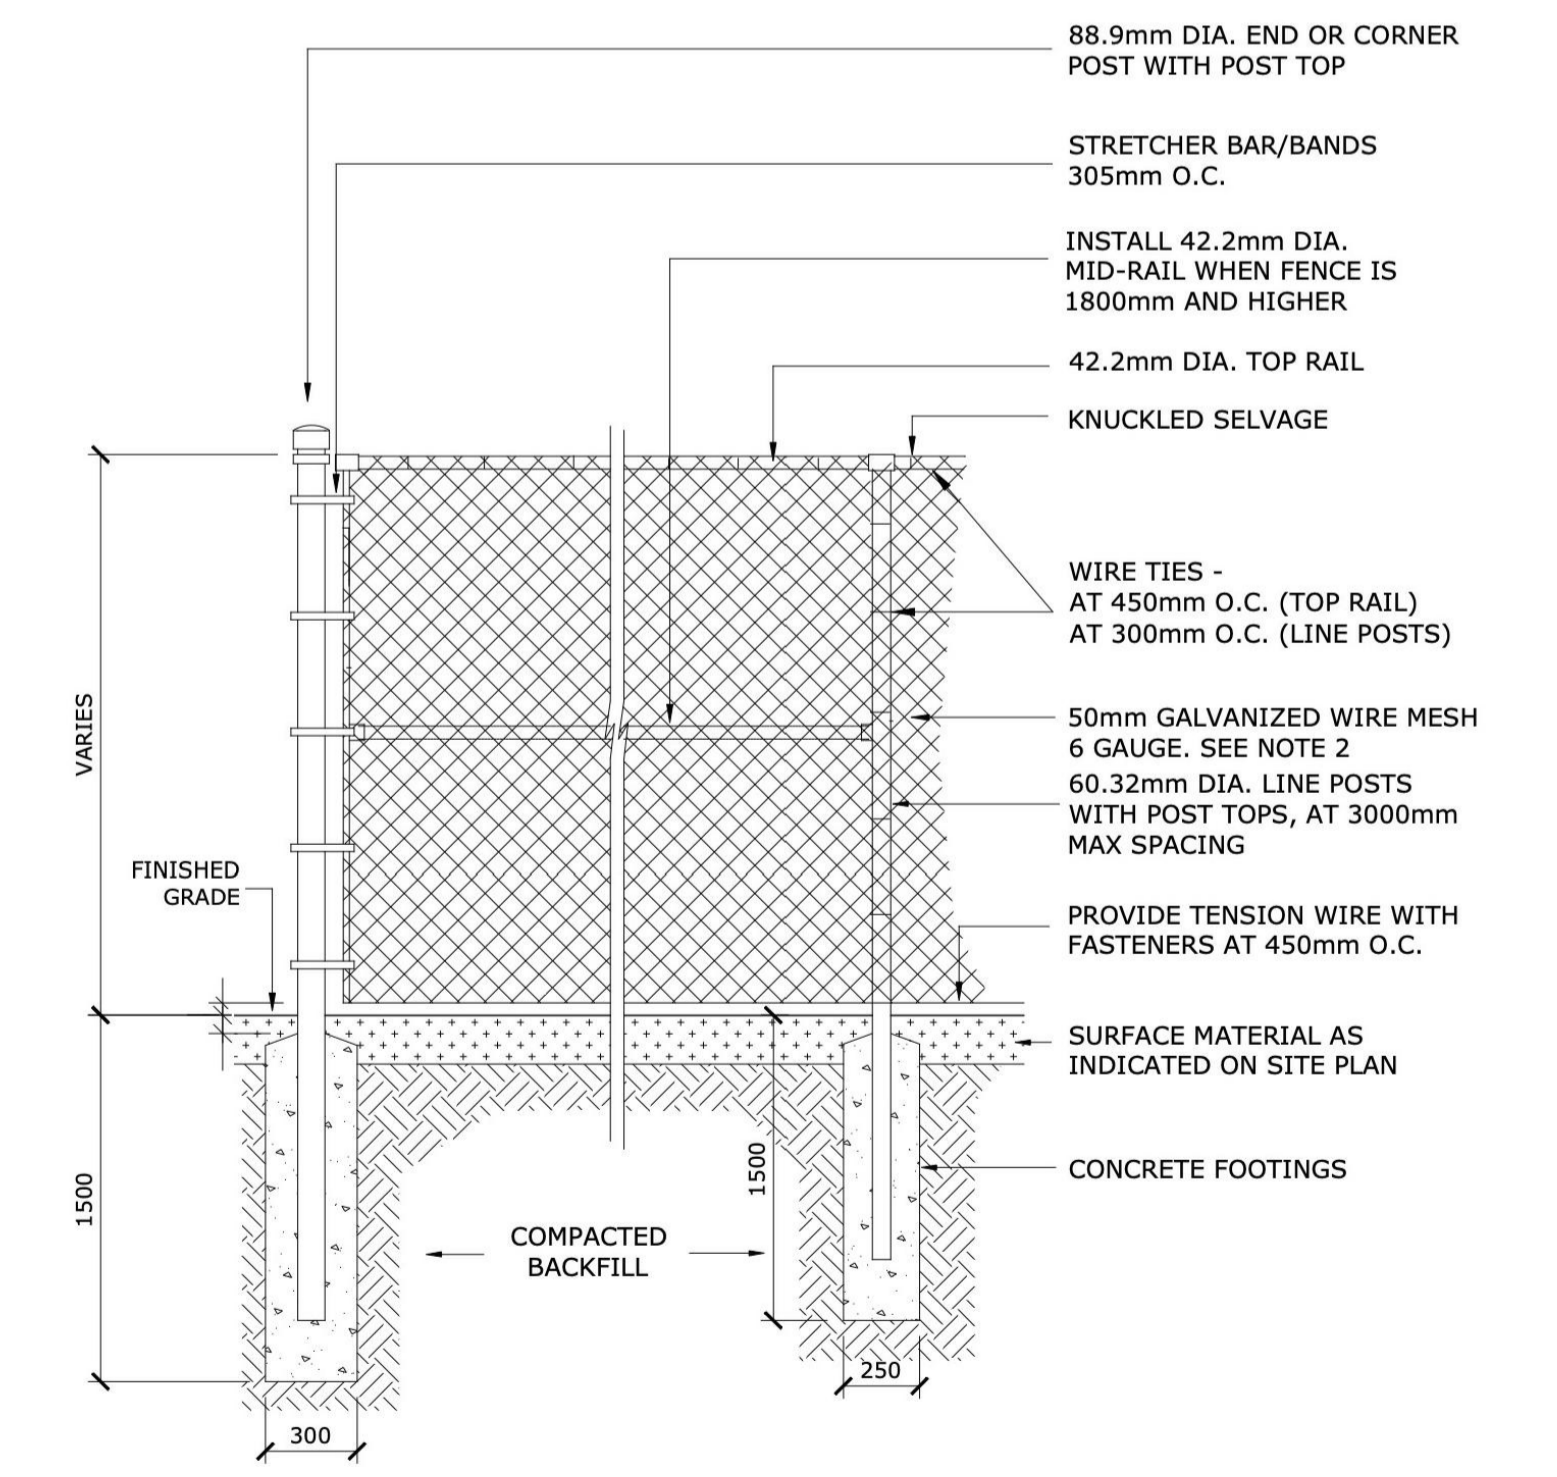 88.9mm DIA. END OR CORNER
POST WITH POST TOP
STRETCHER BAR/BANDS
305mm O.C.
INSTALL 42.2mm DIA.
MID-RAIL WHEN FENCE IS
1800mm AND HIGHER
42.2mm DIA. TOP RAIL
KNUCKLED SELVAGE
WIRE TIES -
AT 450mm O.C. (TOP RAIL)
AT 300mm O.C. (LINE POSTS)
VARIES
50mm GALVANIZED WIRE MESH
6 GAUGE. SEE NOTE 2
60.32mm DIA. LINE POSTS
WITH POST TOPS, AT 3000mm
MAX SPACING
FINISHED
GRADE
PROVIDE TENSION WIRE WITH
FASTENERS AT 450mm O.C.
SURFACE MATERIAL AS
INDICATED ON SITE PLAN
1500
1500
CONCRETE FOOTINGS
COMPACTED
BACKFILL
250
300